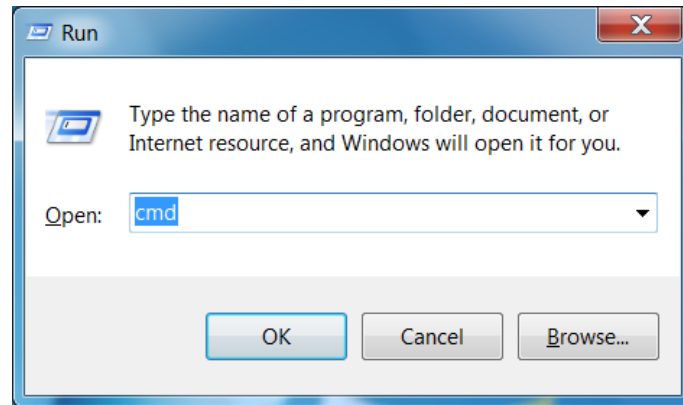 Run
Type the name of a program, folder, document, or
Internet resource, and Windows will open it for you.
Open: cmd
OK Cancel Browse...